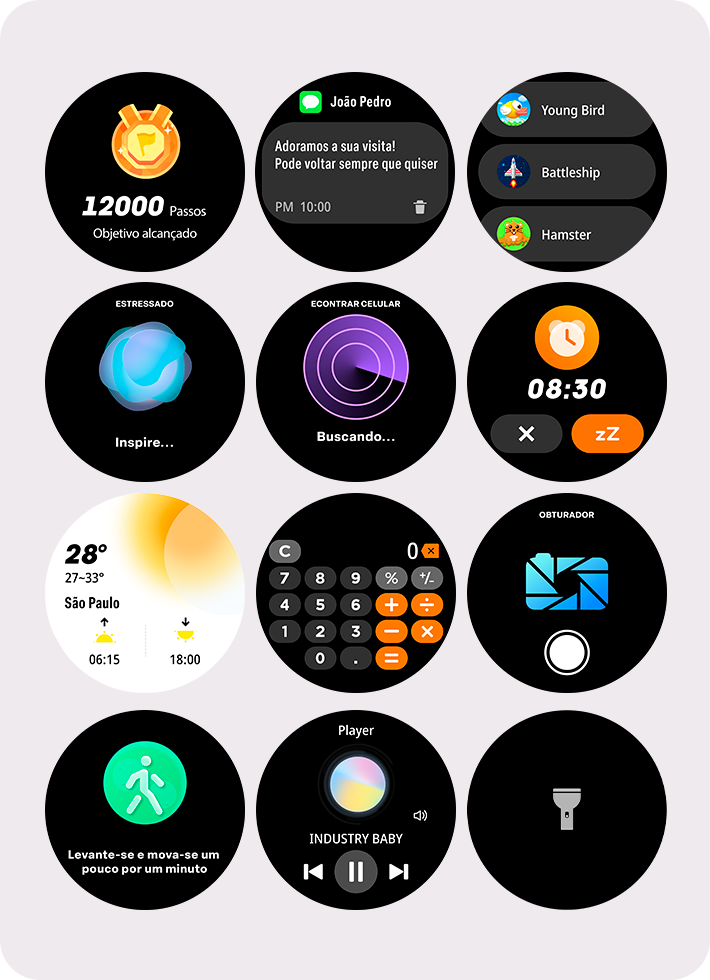 12000 Passos
Objetivo alcançado
João Pedro
Adoramos a sua visita!
Pode voltar sempre que quiser
PM 10:00
Young Bird
Battleship
Hamster
ESTRESSADO
Inspire...
ECONTRAR CELULAR
Buscando...
08:30
zZ
28°
27~33°
São Paulo
06:15
18:00
C 0
7 8 9 % +/-
4 5 6 + ÷
1 2 3 − ×
0 . =
OBTURADOR
Levante-se e mova-se um
pouco por um minuto
Player
INDUSTRY BABY